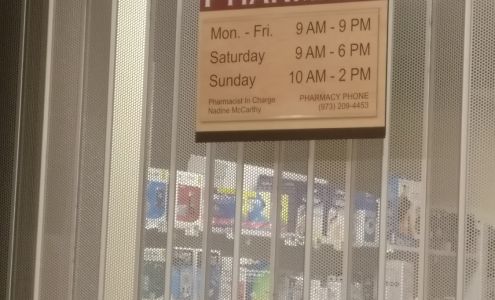 PHARMACY
Mon. - Fri. 9 AM - 9 PM
Saturday 9 AM - 6 PM
Sunday 10 AM - 2 PM
Pharmacist In Charge PHARMACY PHONE
Nadine McCarthy (973) 209-4453